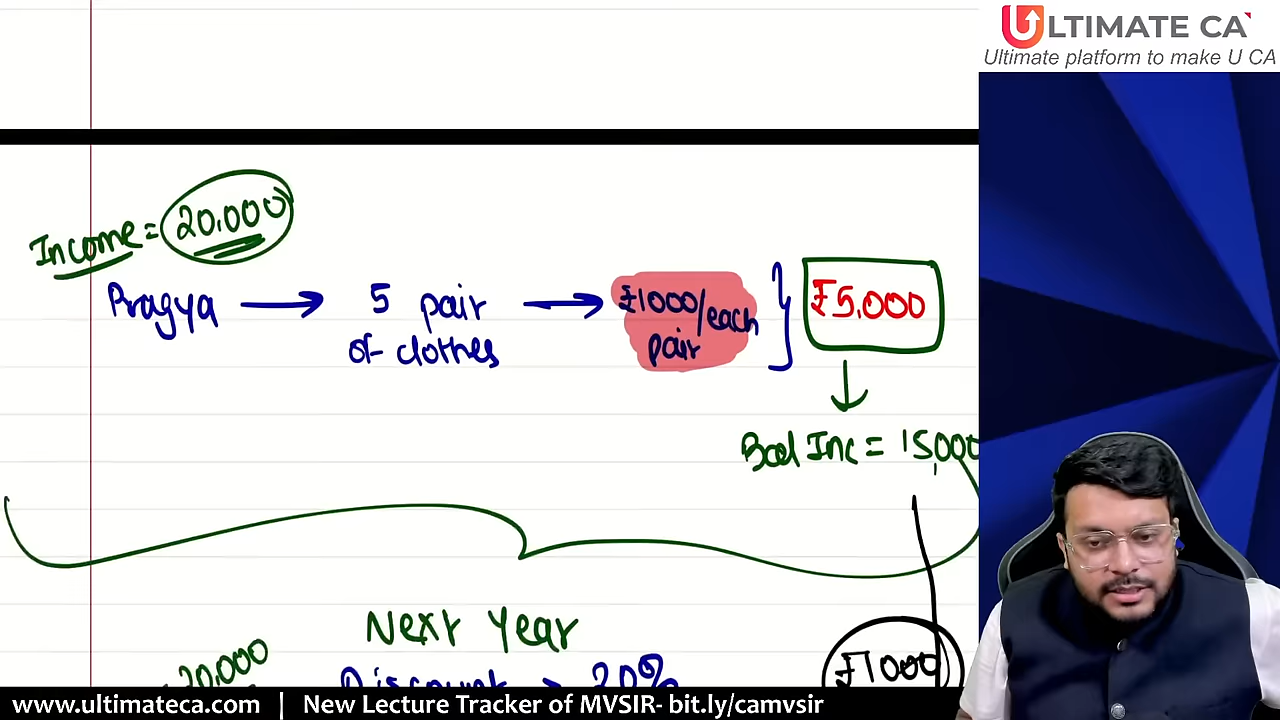 ULTIMATE CA
Ultimate platform to make U CA
Income = 20,000
Pragya → 5 pair of clothes → ₹1000/each pair } ₹5,000
↓
Bal Inc = 15,000
Next Year
20,000
Discount → 20%
₹1000
www.ultimateca.com | New Lecture Tracker of MVSIR- bit.ly/camvsir